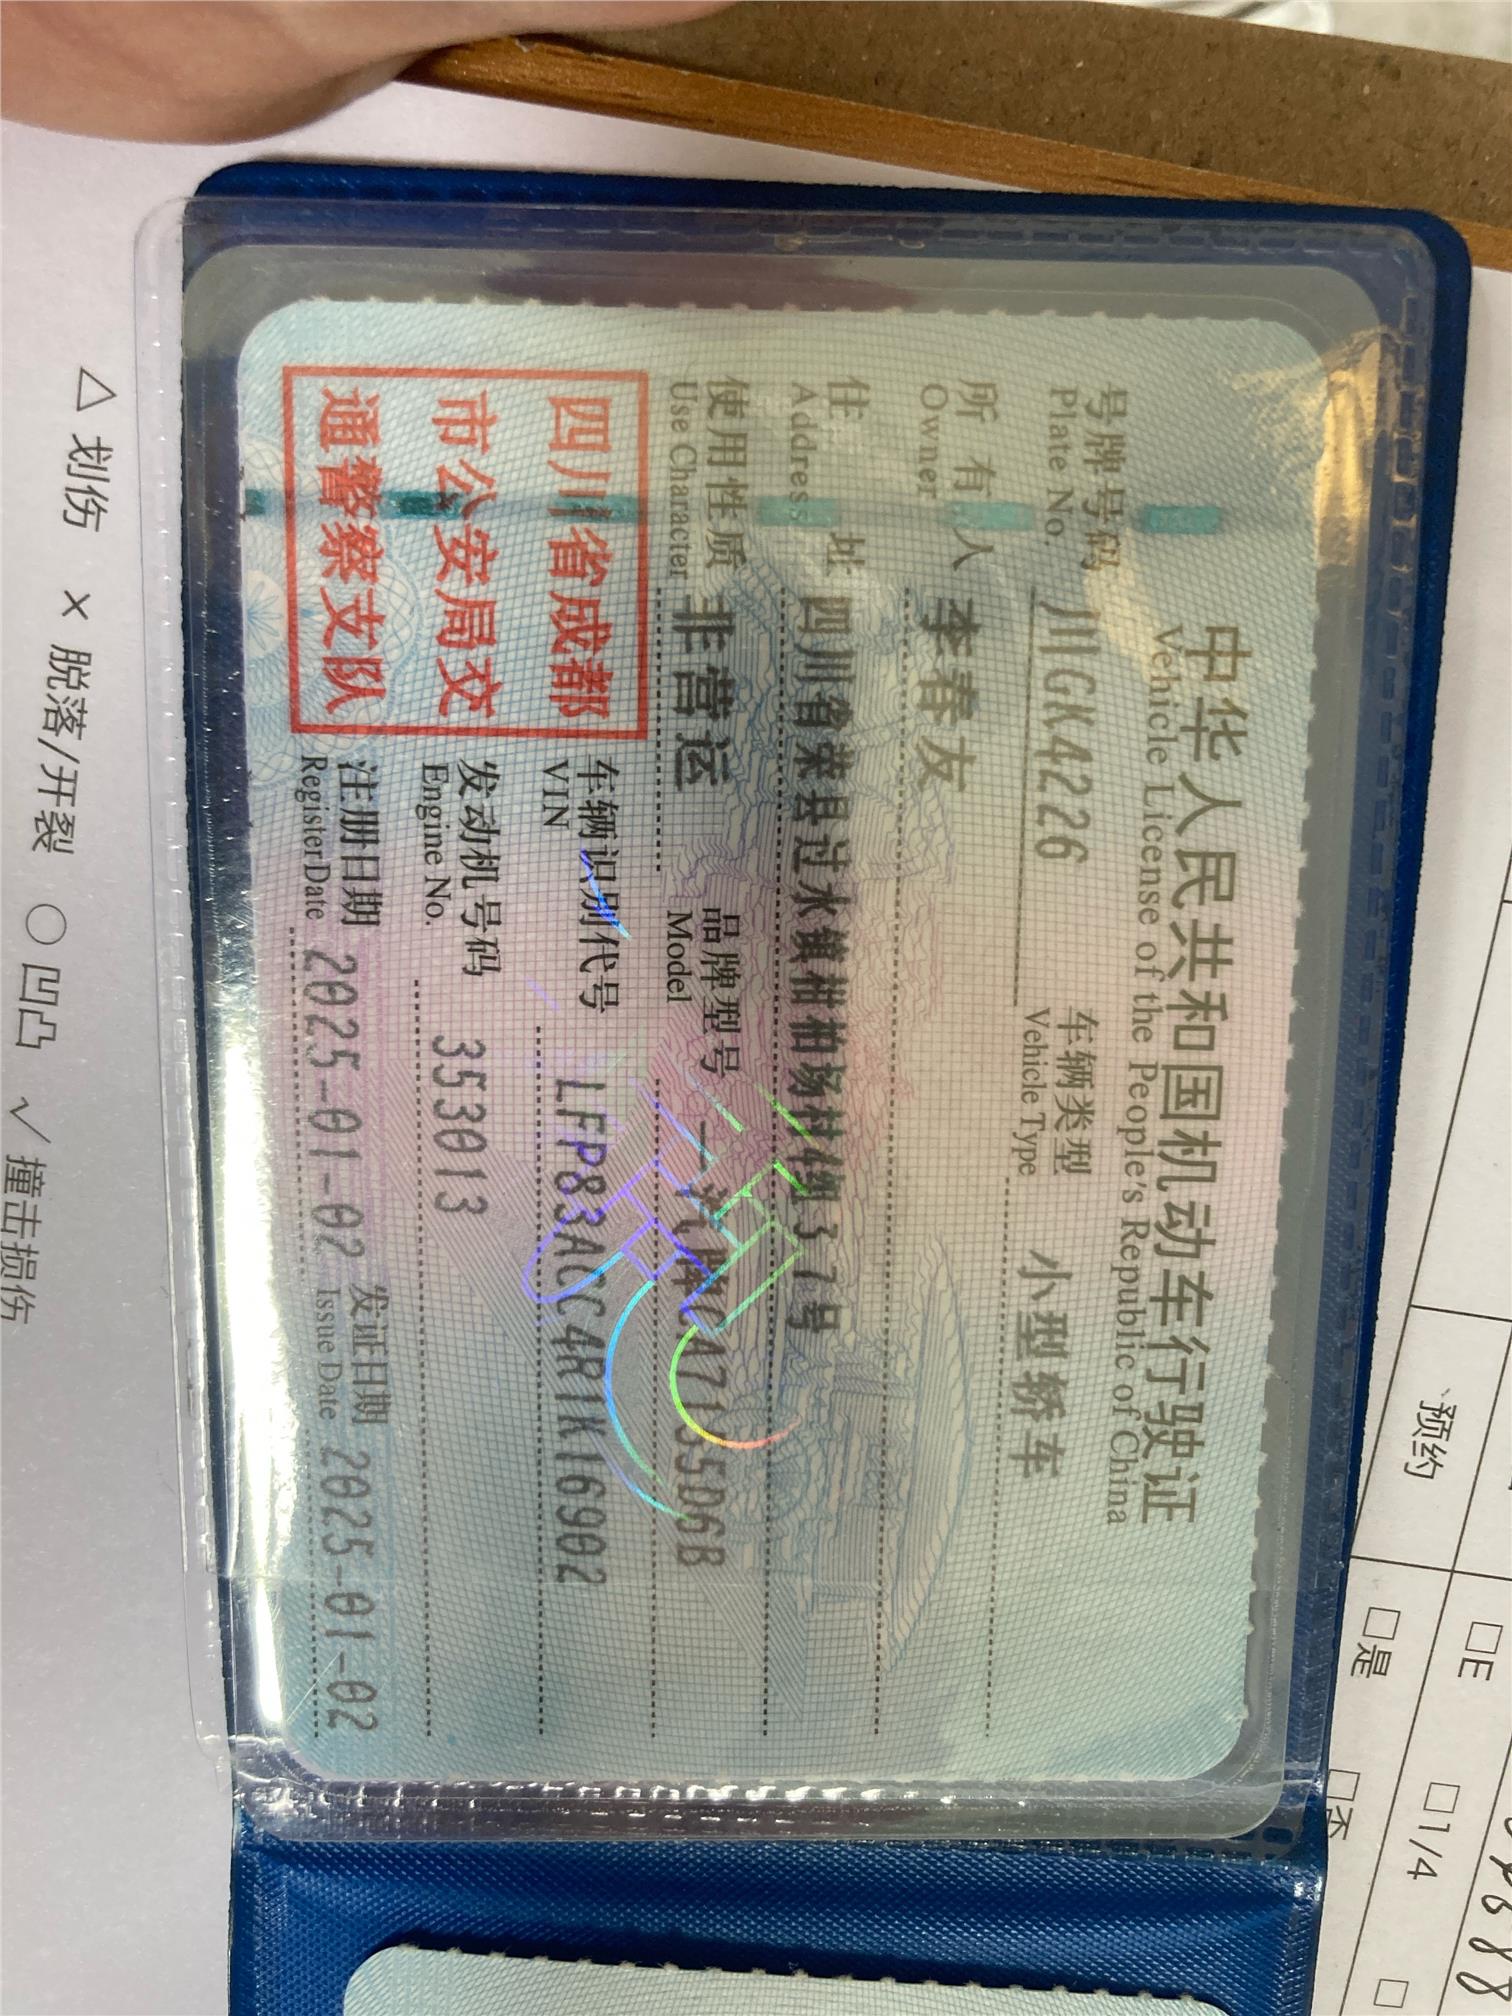 中华人民共和国机动车行驶证
Vehicle License of the People's Republic of China
号牌号码 川GK4226 车辆类型 小型轿车
Plate No. Vehicle Type
所有人 李春友
Owner
住址 四川省荣县过水镇柑柏场村4组37号
Address
使用性质 非营运 品牌型号
Use Character Model
四川省成都
市公安局交
通警察支队
车辆识别代号 LFP83ACC4R1K16902
VIN
发动机号码 353013
Engine No.
注册日期 2025-01-02 发证日期 2025-01-02
Register Date Issue Date
△ 划伤 × 脱落/开裂 ○ 凹凸 √ 撞击损伤
预约
□E
□是
□1/4
□否